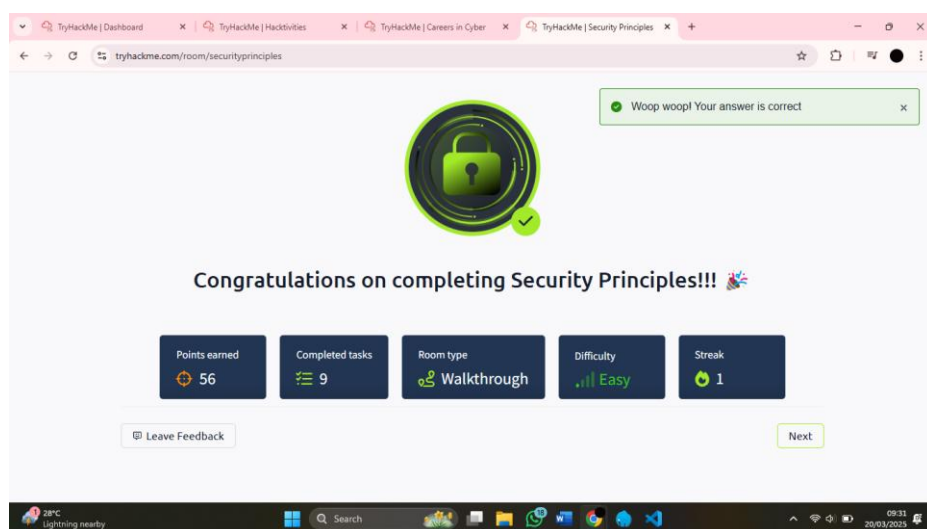 TryHackMe | Dashboard
TryHackMe | Hacktivities
TryHackMe | Careers in Cyber
TryHackMe | Security Principles
tryhackme.com/room/securityprinciples
Woop woop! Your answer is correct
Congratulations on completing Security Principles!!! 🎉
Points earned
56
Completed tasks
9
Room type
Walkthrough
Difficulty
Easy
Streak
1
Leave Feedback
Next
1
28°C
Lightning nearby
Search
18
09:31
20/03/2025